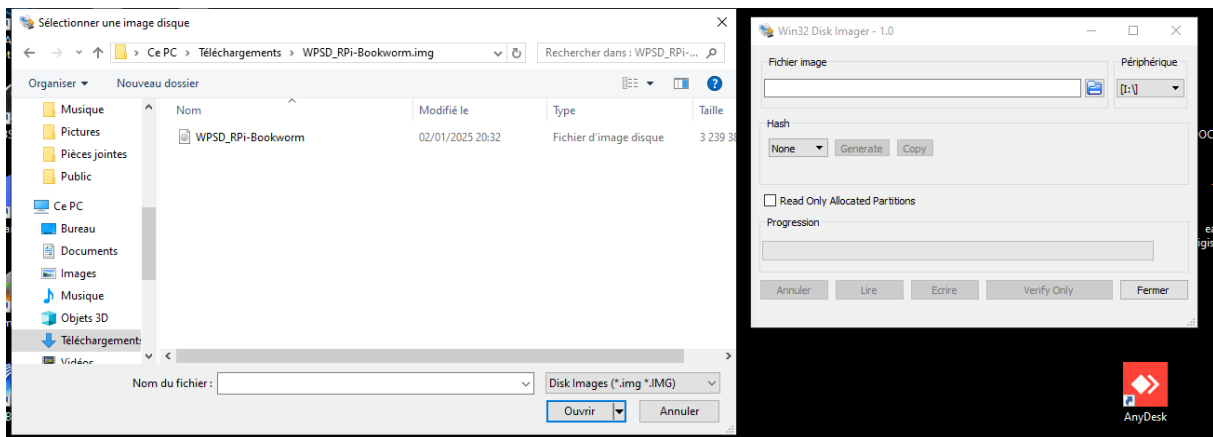 Sélectionner une image disque
Ce PC > Téléchargements > WPSD_RPi-Bookworm.img
Rechercher dans : WPSD_RPi-...
Organiser
Nouveau dossier
Musique
Pictures
Pièces jointes
Public
Ce PC
Bureau
Documents
Images
Musique
Objets 3D
Téléchargements
Vidéos
Nom Modifié le Type Taille
WPSD_RPi-Bookworm 02/01/2025 20:32 Fichier d'image disque 3 239 38
Nom du fichier :
Disk Images (*.img *.IMG)
Ouvrir
Annuler
Win32 Disk Imager - 1.0
Fichier image
Périphérique
[I:\]
Hash
None
Generate
Copy
Read Only Allocated Partitions
Progression
Annuler
Lire
Ecrire
Verify Only
Fermer
AnyDesk